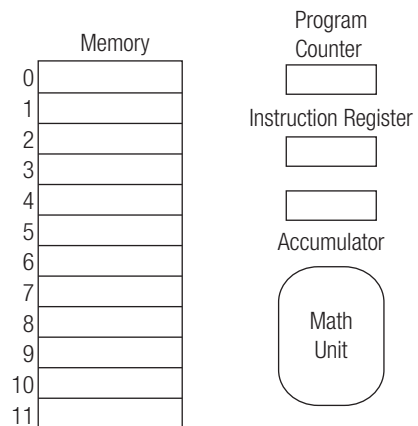 Memory
0
1
2
3
4
5
6
7
8
9
10
11
Program
Counter
Instruction Register
Accumulator
Math
Unit